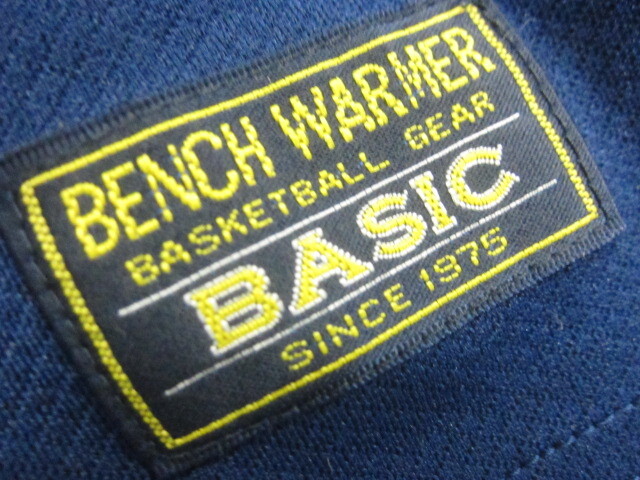 BENCH WARMER
BASKETBALL GEAR
BASIC
SINCE 1975